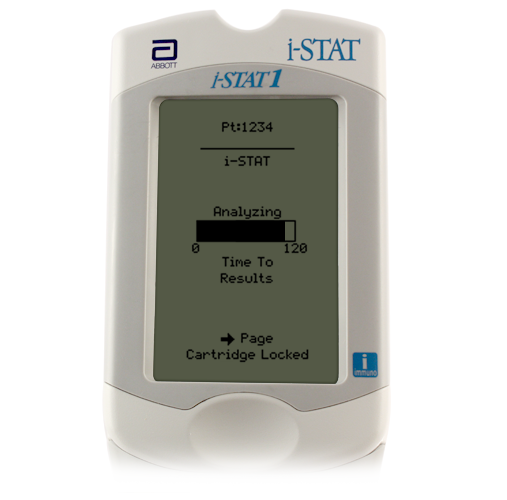 ABBOTT
i-STAT
i-STAT1
Pt:1234
i-STAT
Analyzing
0 120
Time To
Results
➔ Page
Cartridge Locked
i
immuno